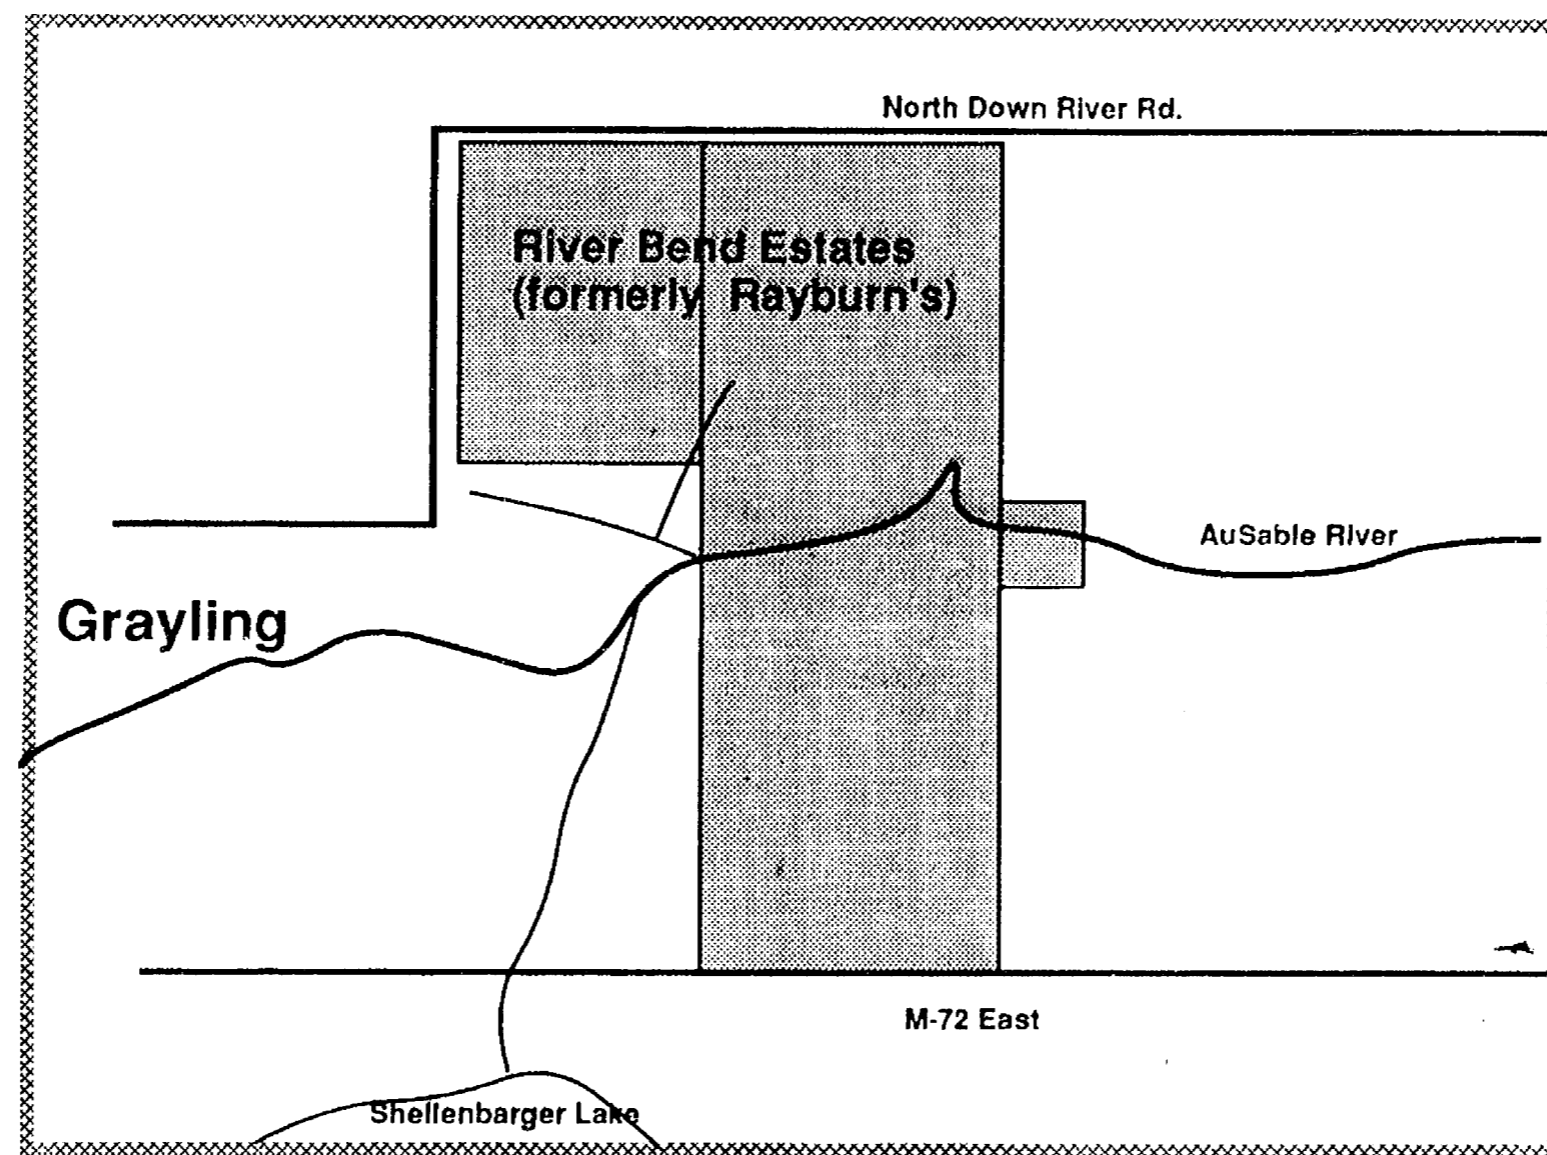 North Down River Rd.
River Bend Estates
(formerly Rayburn's)
AuSable River
Grayling
M-72 East
Shellenbarger Lake